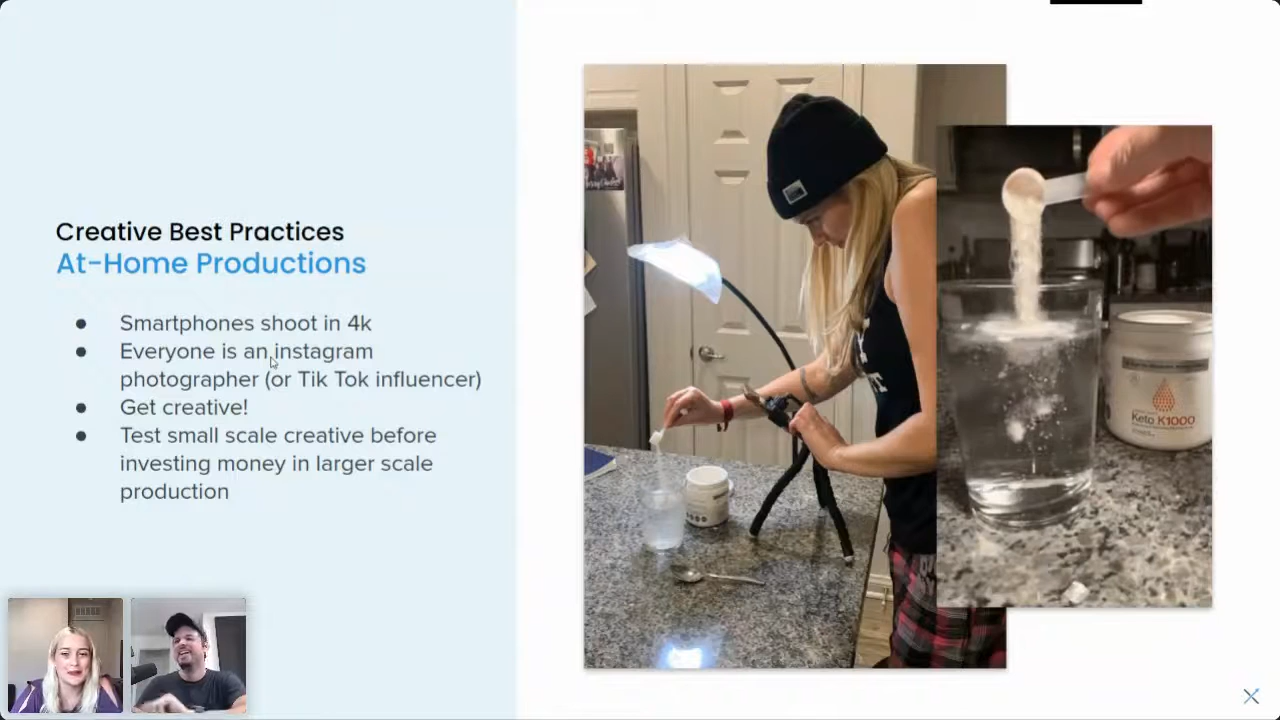 Creative Best Practices
At-Home Productions
● Smartphones shoot in 4k
● Everyone is an instagram
photographer (or Tik Tok influencer)
● Get creative!
● Test small scale creative before
investing money in larger scale
production
Keto K1000